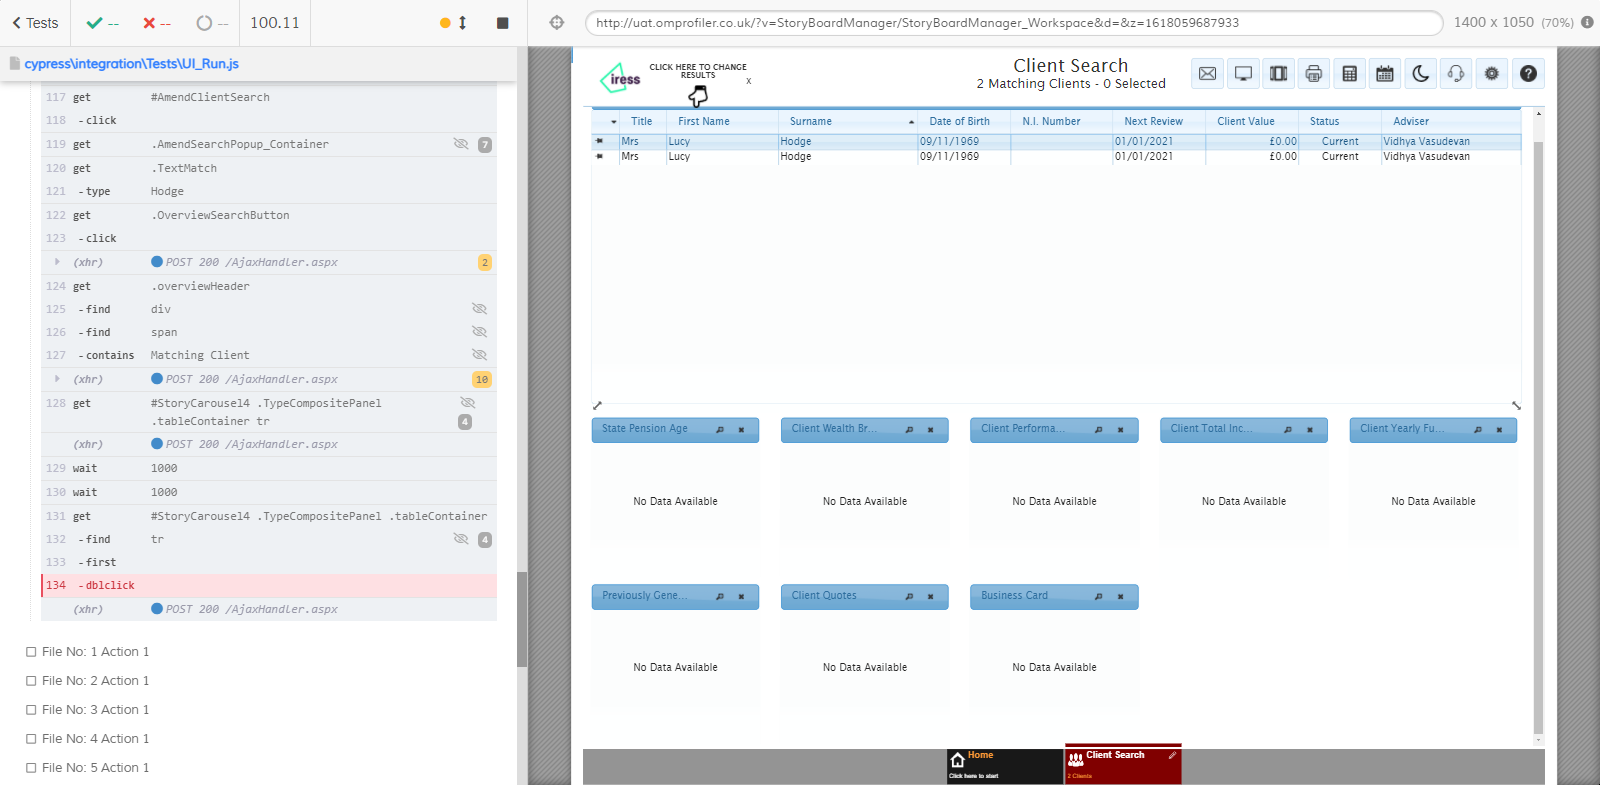 Tests
--
--
--
100.11
http://uat.omprofiler.co.uk/?v=StoryBoardManager/StoryBoardManager_Workspace&d=&z=1618059687933
1400 x 1050 (70%)
cypress\integration\Tests\UI_Run.js
117 get #AmendClientSearch
118 -click
119 get .AmendSearchPopup_Container 7
120 get .TextMatch
121 -type Hodge
122 get .OverviewSearchButton
123 -click
(xhr) POST 200 /AjaxHandler.aspx 2
124 get .overviewHeader
125 -find div
126 -find span
127 -contains Matching Client
(xhr) POST 200 /AjaxHandler.aspx 10
128 get #StoryCarousel4 .TypeCompositePanel
.tableContainer tr 4
(xhr) POST 200 /AjaxHandler.aspx
129 wait 1000
130 wait 1000
131 get #StoryCarousel4 .TypeCompositePanel .tableContainer
132 -find tr 4
133 -first
134 -dblclick
(xhr) POST 200 /AjaxHandler.aspx
File No: 1 Action 1
File No: 2 Action 1
File No: 3 Action 1
File No: 4 Action 1
File No: 5 Action 1
iress
CLICK HERE TO CHANGE
RESULTS
X
Client Search
2 Matching Clients - 0 Selected
Title First Name Surname Date of Birth N.I. Number Next Review Client Value Status Adviser
Mrs Lucy Hodge 09/11/1969 01/01/2021 £0.00 Current Vidhya Vasudevan
Mrs Lucy Hodge 09/11/1969 01/01/2021 £0.00 Current Vidhya Vasudevan
State Pension Age Client Wealth Br... Client Performa... Client Total Inc... Client Yearly Fu...
No Data Available No Data Available No Data Available No Data Available No Data Available
Previously Gene... Client Quotes Business Card
No Data Available No Data Available No Data Available
Home
Click here to start
Client Search
2 Clients